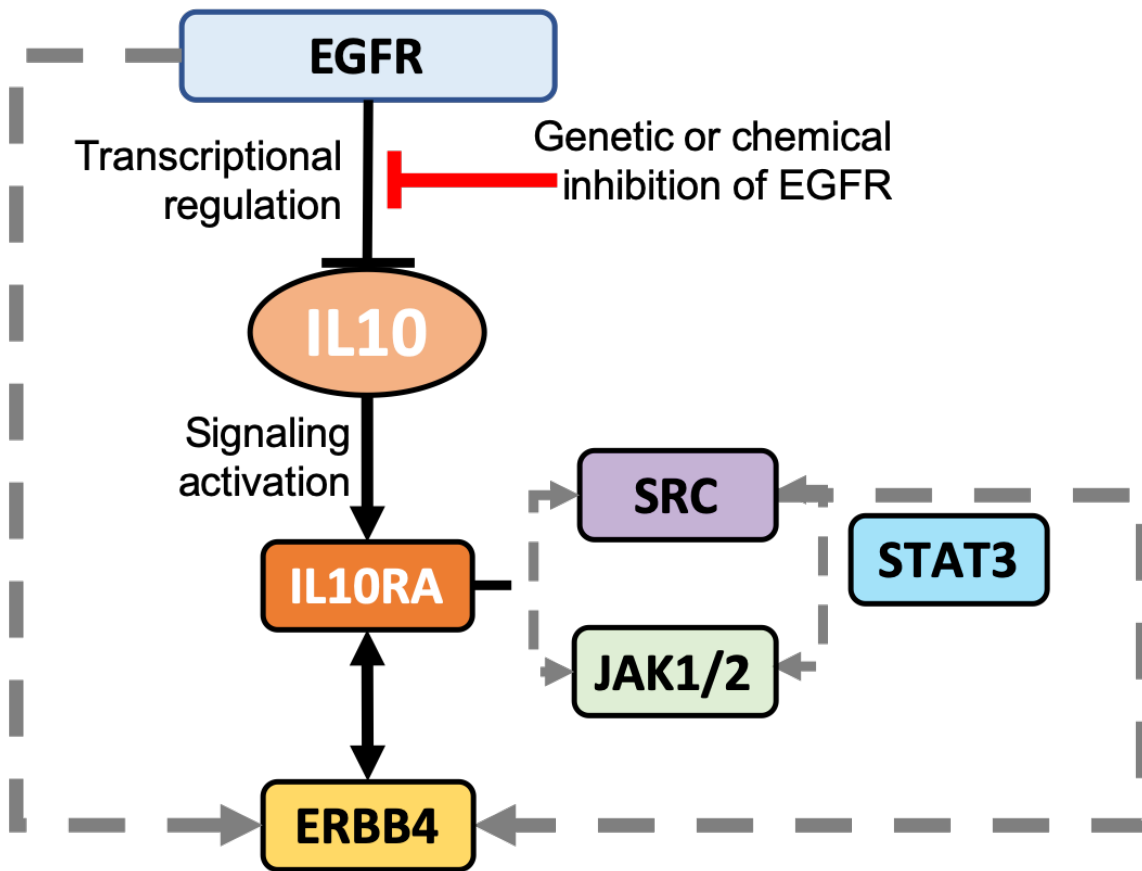 EGFR
Transcriptional
regulation
Genetic or chemical
inhibition of EGFR
IL10
Signaling
activation
SRC
STAT3
IL10RA
JAK1/2
ERBB4